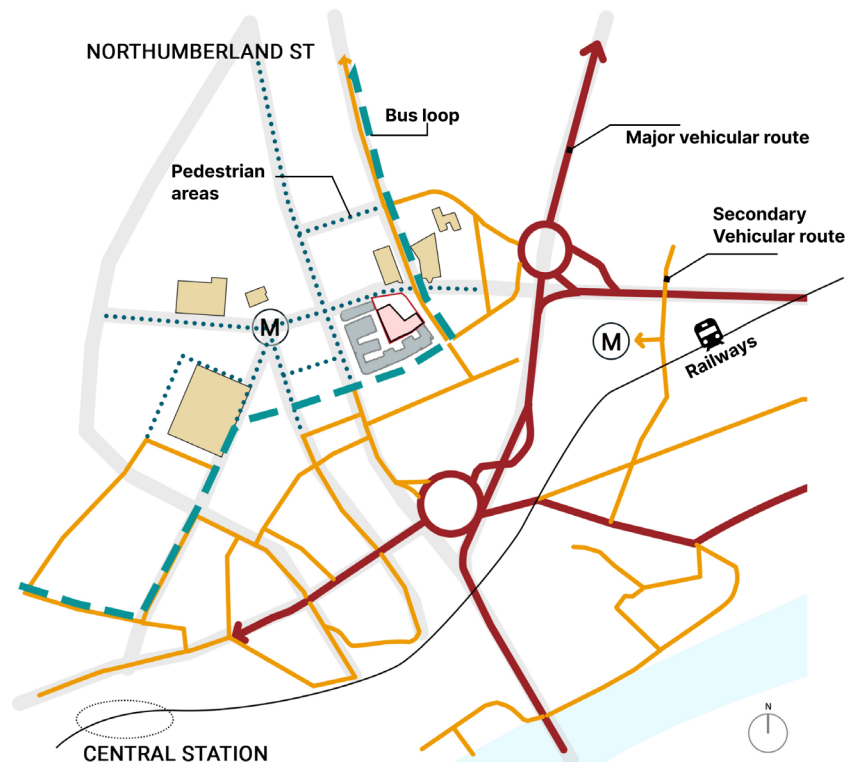 NORTHUMBERLAND ST
Bus loop
Major vehicular route
Pedestrian
areas
Secondary
Vehicular route
M
M
Railways
N
CENTRAL STATION